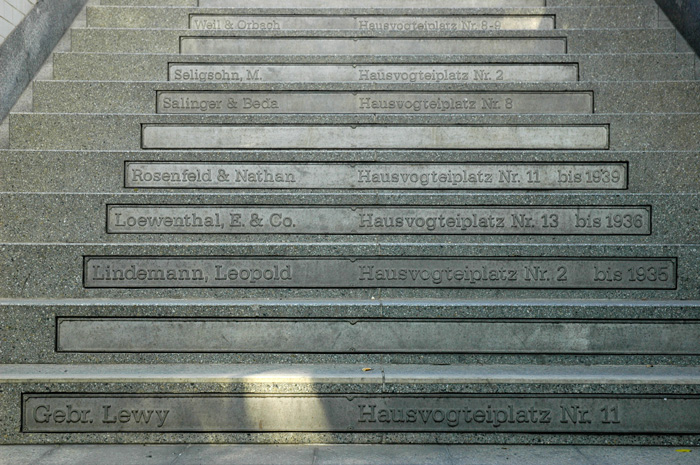 Weil & Orbach Hausvogteiplatz Nr. 8-9
Seligsohn, M. Hausvogteiplatz Nr. 2
Salinger & Beda Hausvogteiplatz Nr. 8
Rosenfeld & Nathan Hausvogteiplatz Nr. 11 bis 1939
Loewenthal, E. & Co. Hausvogteiplatz Nr. 13 bis 1936
Lindemann, Leopold Hausvogteiplatz Nr. 2 bis 1935
Gebr. Lewy Hausvogteiplatz Nr. 11